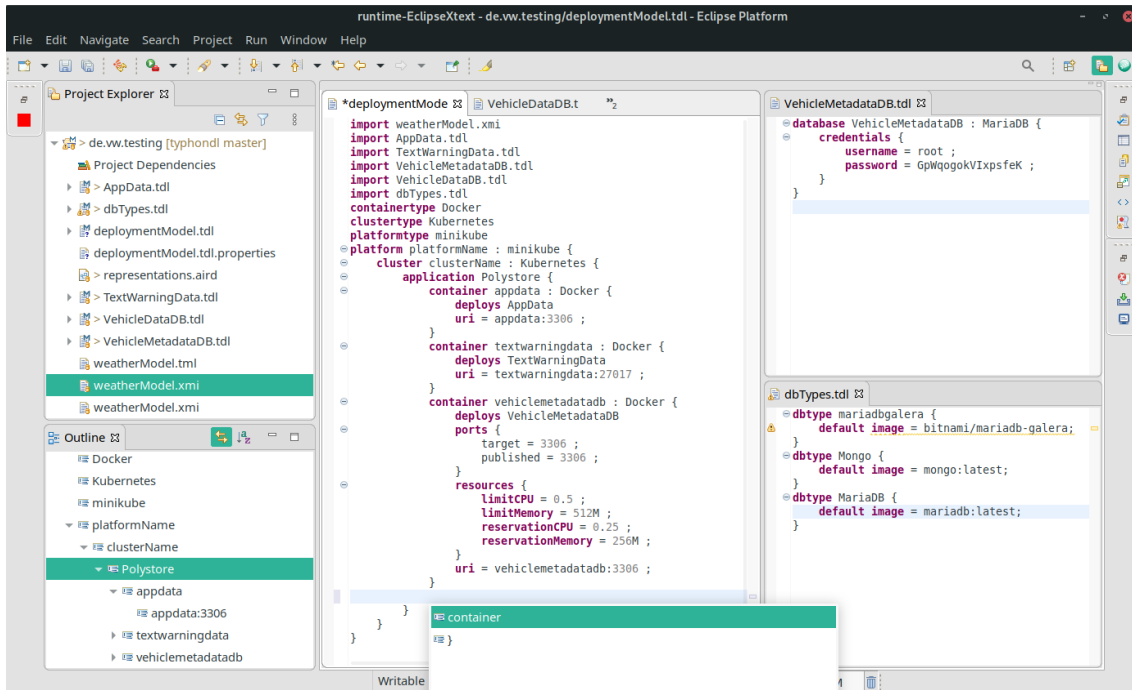 runtime-EclipseXtext - de.vw.testing/deploymentModel.tdl - Eclipse Platform
File Edit Navigate Search Project Run Window Help
Project Explorer
> de.vw.testing [typhondl master]
Project Dependencies
> AppData.tdl
> dbTypes.tdl
deploymentModel.tdl
deploymentModel.tdl.properties
> representations.aird
> TextWarningData.tdl
> VehicleDataDB.tdl
> VehicleMetadataDB.tdl
weatherModel.tml
weatherModel.xmi
weatherModel.xmi
Outline
Docker
Kubernetes
minikube
platformName
clusterName
Polystore
appdata
appdata:3306
textwarningdata
vehiclemetadatadb
*deploymentMode
VehicleDataDB.t
»2
import weatherModel.xmi
import AppData.tdl
import TextWarningData.tdl
import VehicleMetadataDB.tdl
import VehicleDataDB.tdl
import dbTypes.tdl
containertype Docker
clustertype Kubernetes
platformtype minikube
platform platformName : minikube {
cluster clusterName : Kubernetes {
application Polystore {
container appdata : Docker {
deploys AppData
uri = appdata:3306 ;
}
container textwarningdata : Docker {
deploys TextWarningData
uri = textwarningdata:27017 ;
}
container vehiclemetadatadb : Docker {
deploys VehicleMetadataDB
ports {
target = 3306 ;
published = 3306 ;
}
resources {
limitCPU = 0.5 ;
limitMemory = 512M ;
reservationCPU = 0.25 ;
reservationMemory = 256M ;
}
uri = vehiclemetadatadb:3306 ;
}
}
}
}
container
}
Writable
VehicleMetadataDB.tdl
database VehicleMetadataDB : MariaDB {
credentials {
username = root ;
password = GpWqogokVIxpsfeK ;
}
}
dbTypes.tdl
dbtype mariadbgalera {
default image = bitnami/mariadb-galera;
}
dbtype Mongo {
default image = mongo:latest;
}
dbtype MariaDB {
default image = mariadb:latest;
}